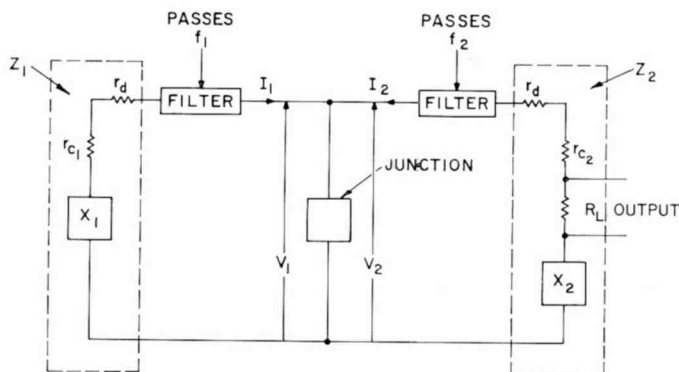 PASSES
f1
PASSES
f2
Z1
Z2
rd
FILTER
I1
I2
FILTER
rd
rc1
rc2
JUNCTION
X1
RL OUTPUT
V1
V2
X2